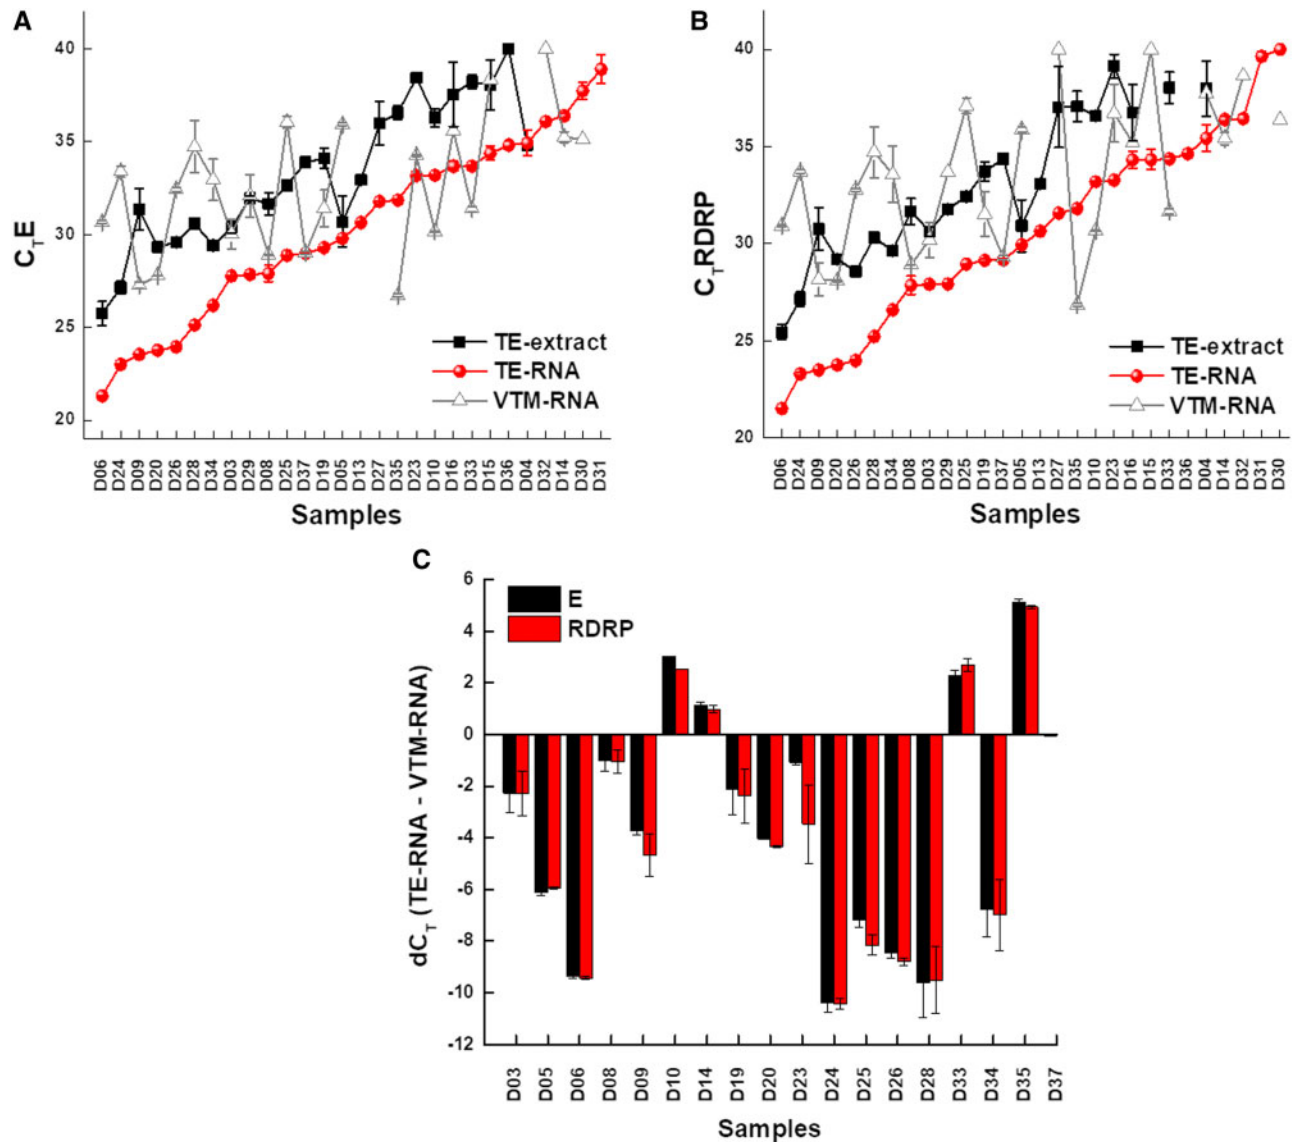 A
40
35
30
25
20
C_T E
TE-extract
TE-RNA
VTM-RNA
D06 D24 D09 D20 D26 D28 D34 D03 D29 D08 D25 D37 D19 D05 D13 D27 D35 D23 D10 D16 D33 D15 D36 D04 D32 D14 D30 D31
Samples
B
40
35
30
25
20
C_T RDRP
TE-extract
TE-RNA
VTM-RNA
D06 D24 D09 D20 D26 D28 D34 D08 D03 D29 D25 D19 D37 D05 D13 D27 D35 D10 D23 D16 D15 D33 D36 D04 D14 D32 D31 D30
Samples
C
6
4
2
0
-2
-4
-6
-8
-10
-12
dC_T (TE-RNA - VTM-RNA)
E
RDRP
D03 D05 D06 D08 D09 D10 D14 D19 D20 D23 D24 D25 D26 D28 D33 D34 D35 D37
Samples